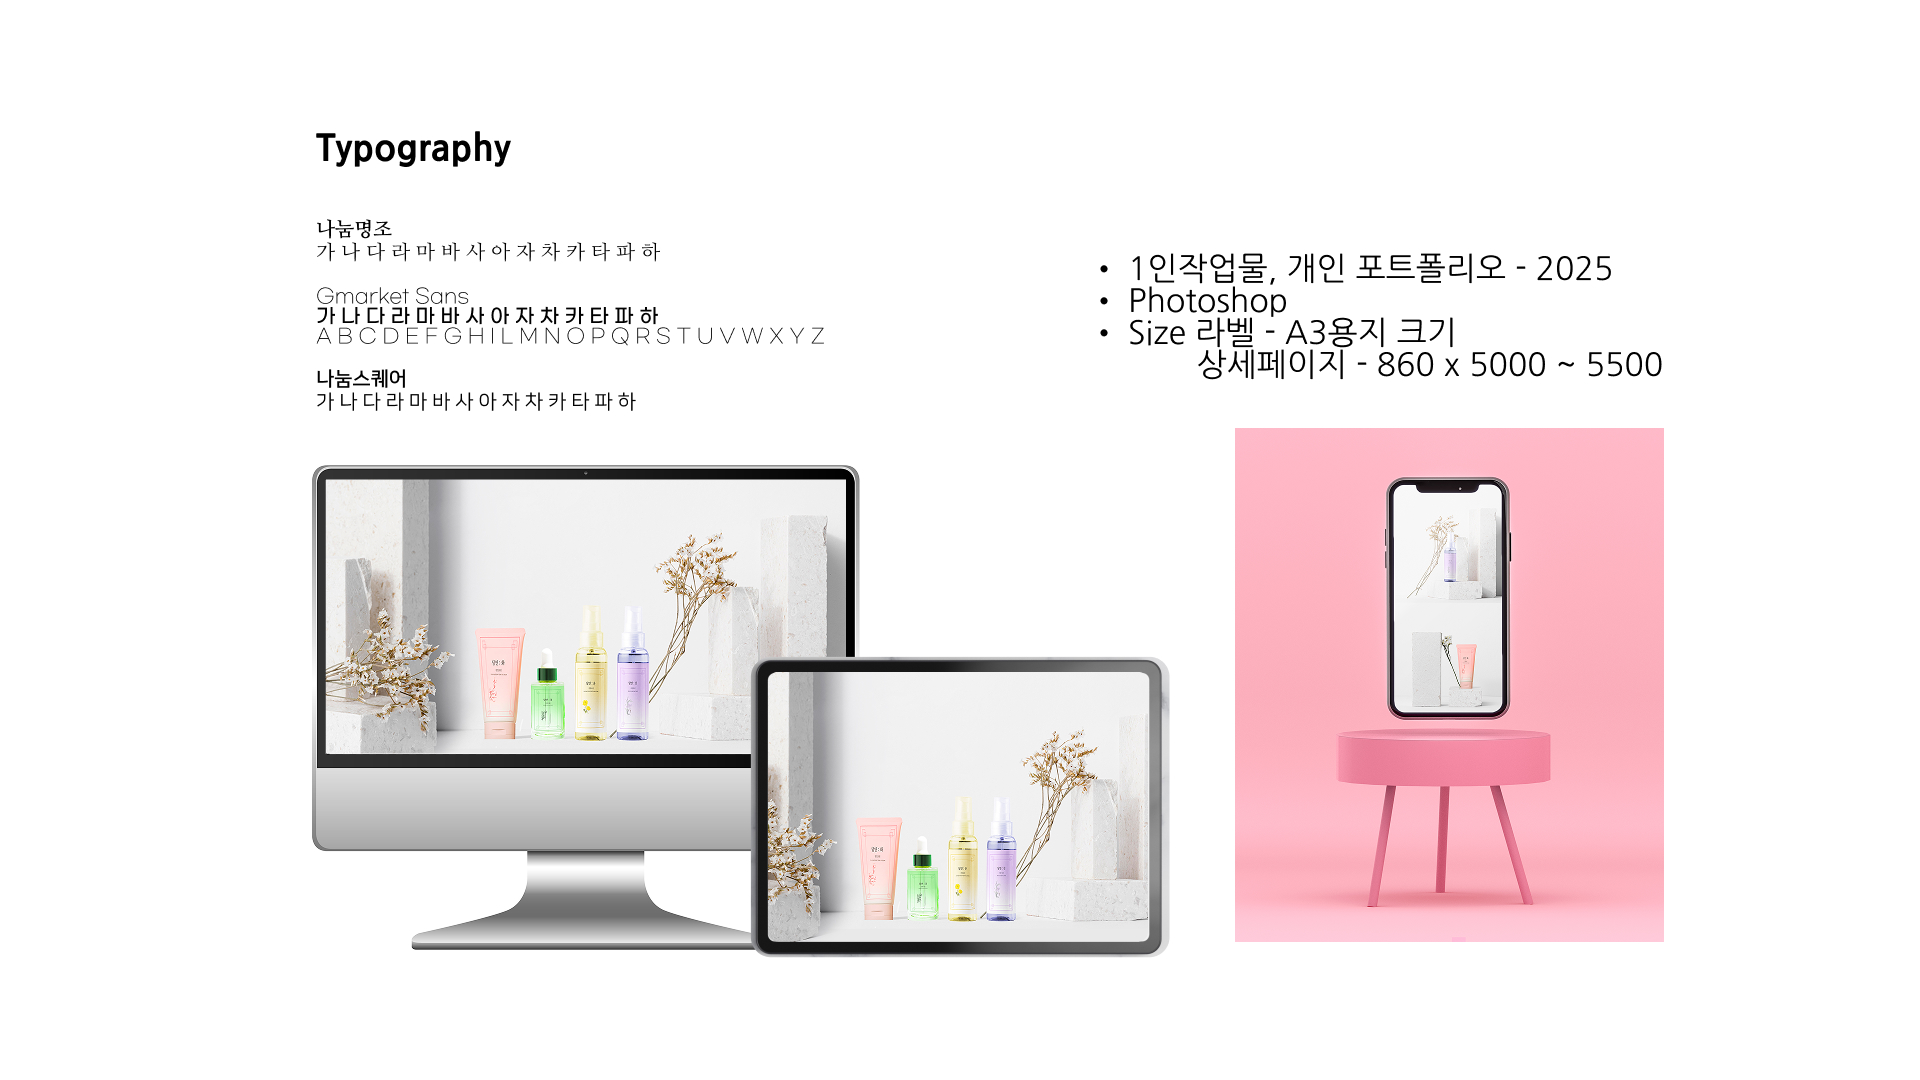 Typography
나눔명조
가 나 다 라 마 바 사 아 자 차 카 타 파 하
Gmarket Sans
가 나 다 라 마 바 사 아 자 차 카 타 파 하
A B C D E F G H I L M N O P Q R S T U V W X Y Z
나눔스퀘어
가 나 다 라 마 바 사 아 자 차 카 타 파 하
• 1인작업물, 개인 포트폴리오 - 2025
• Photoshop
• Size 라벨 - A3용지 크기
상세페이지 - 860 x 5000 ~ 5500